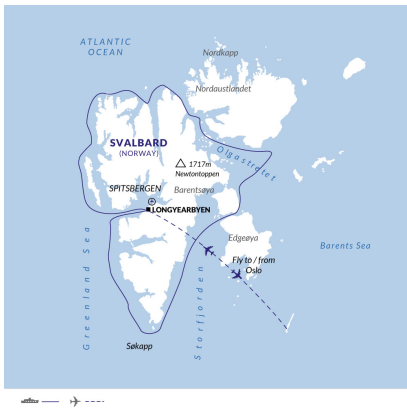 ATLANTIC
OCEAN
Nordkapp
Nordaustlandet
SVALBARD
(NORWAY)
Olgastretet
1717m
Newtontoppen
SPITSBERGEN
Barentsøya
LONGYEARBYEN
Edgeøya
Barents Sea
Fly to / from
Oslo
Greenland Sea
Storfjorden
Søkapp